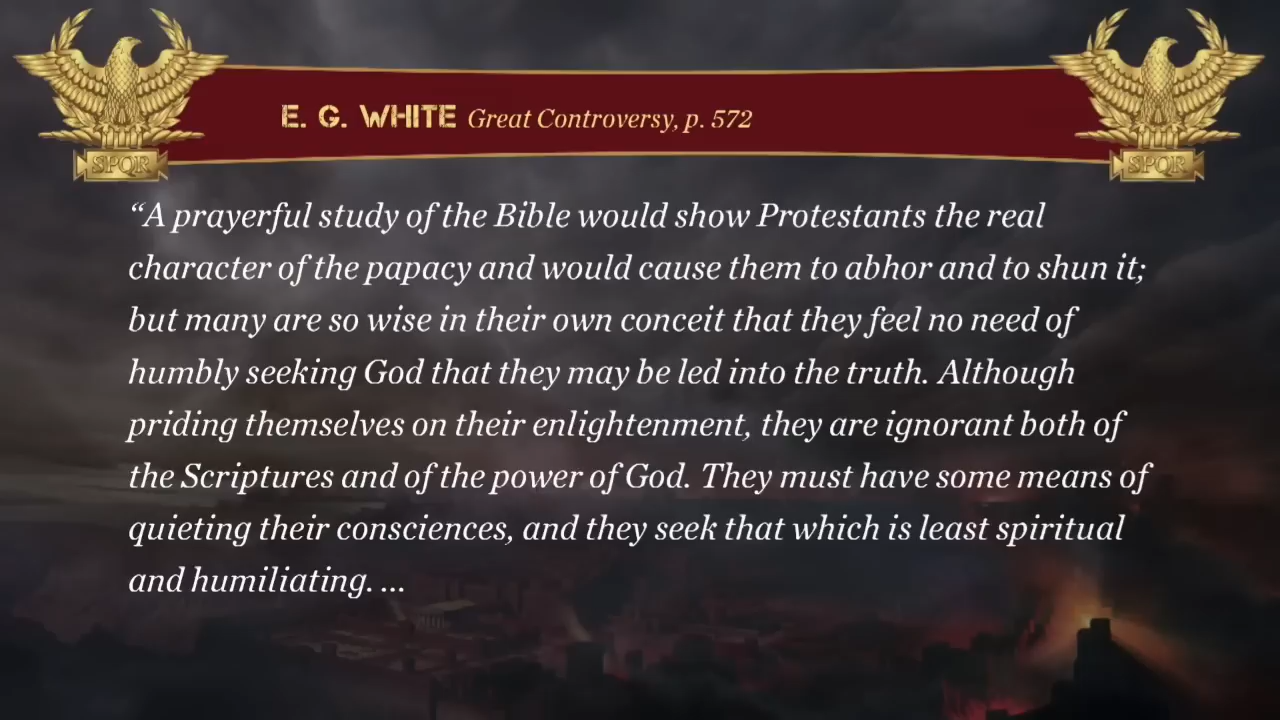 E. G. WHITE Great Controversy, p. 572
SPQR SPQR
“A prayerful study of the Bible would show Protestants the real
character of the papacy and would cause them to abhor and to shun it;
but many are so wise in their own conceit that they feel no need of
humbly seeking God that they may be led into the truth. Although
priding themselves on their enlightenment, they are ignorant both of
the Scriptures and of the power of God. They must have some means of
quieting their consciences, and they seek that which is least spiritual
and humiliating. ...